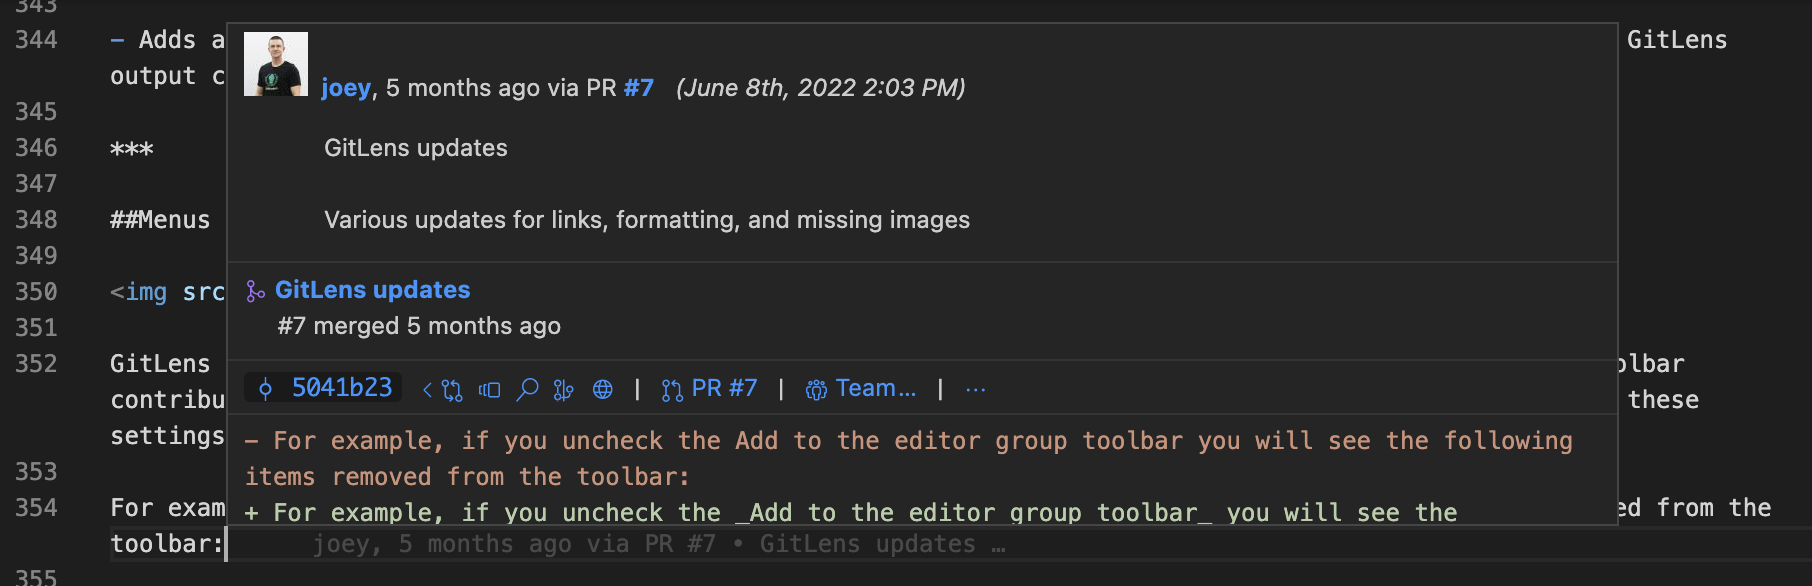 343
344 - Adds a
GitLens
output c
345
346 ***
347
348 ##Menus
349
350 <img src
351
352 GitLens
olbar
contribu
these
settings
353
354 For exam
ed from the
toolbar:
joey, 5 months ago via PR #7 • GitLens updates …
355
joey, 5 months ago via PR #7 (June 8th, 2022 2:03 PM)
GitLens updates
Various updates for links, formatting, and missing images
GitLens updates
#7 merged 5 months ago
5041b23 | PR #7 | Team… | …
- For example, if you uncheck the Add to the editor group toolbar you will see the following
items removed from the toolbar:
+ For example, if you uncheck the _Add to the editor group toolbar_ you will see the